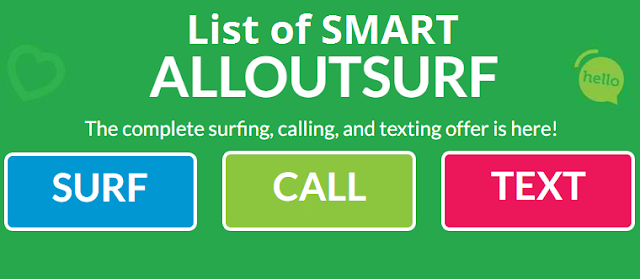 List of SMART
ALLOUTSURF
hello
The complete surfing, calling, and texting offer is here!
SURF
CALL
TEXT